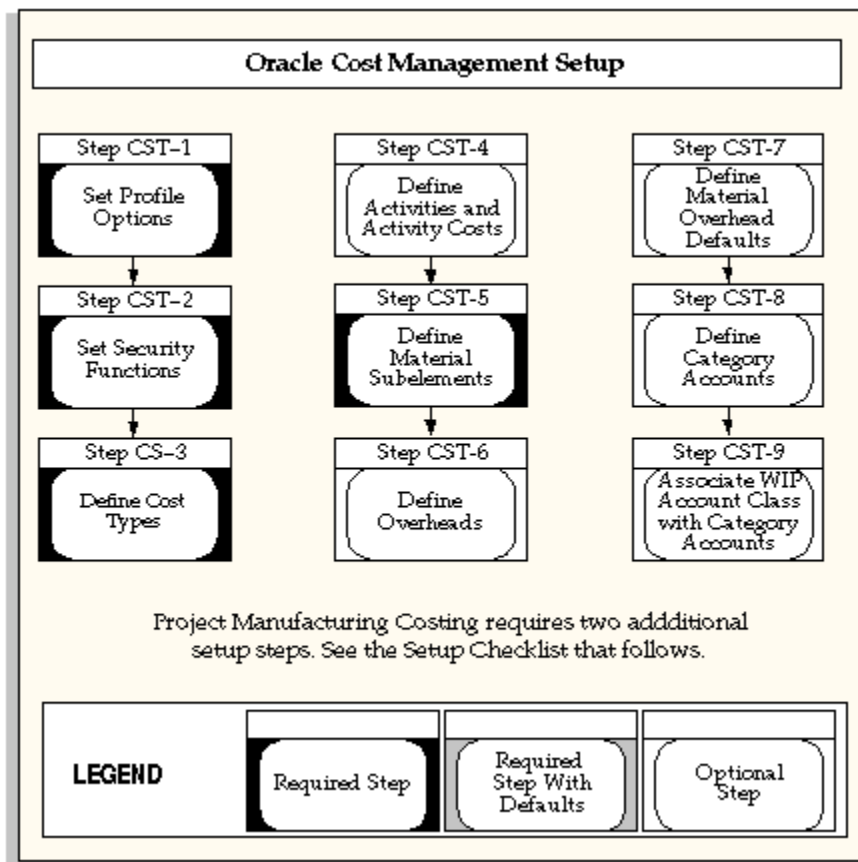 Oracle Cost Management Setup
Step CST-1
Set Profile
Options
Step CST-2
Set Security
Functions
Step CS-3
Define Cost
Types
Step CST-4
Define
Activities and
Activity Costs
Step CST-5
Define
Material
Subelements
Step CST-6
Define
Overheads
Step CST-7
Define
Material
Overhead
Defaults
Step CST-8
Define
Category
Accounts
Step CST-9
Associate WIP
Account Class
with Category
Accounts
Project Manufacturing Costing requires two addditional
setup steps. See the Setup Checklist that follows.
LEGEND
Required Step
Required
Step With
Defaults
Optional
Step